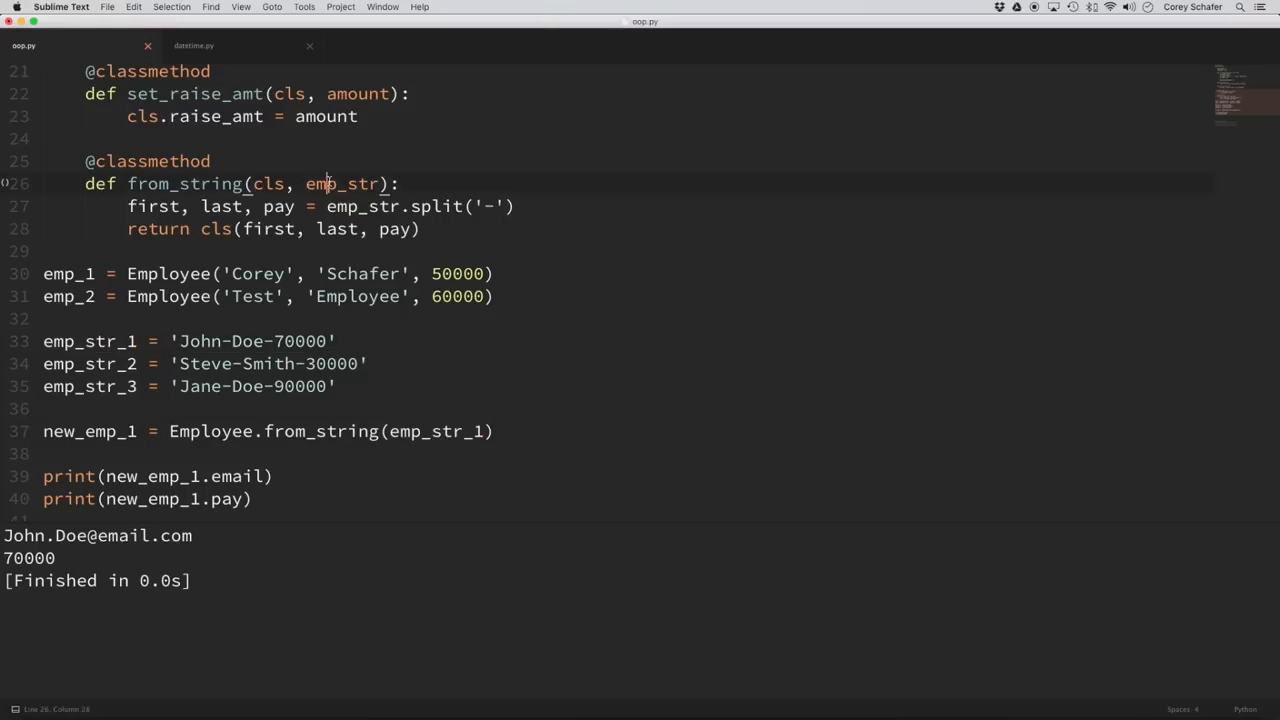 Sublime Text File Edit Selection Find View Goto Tools Project Window Help Corey Schafer
oop.py
oop.py datetime.py
21 @classmethod
22 def set_raise_amt(cls, amount):
23 cls.raise_amt = amount
24
25 @classmethod
26 def from_string(cls, emp_str):
27 first, last, pay = emp_str.split('-')
28 return cls(first, last, pay)
29
30 emp_1 = Employee('Corey', 'Schafer', 50000)
31 emp_2 = Employee('Test', 'Employee', 60000)
32
33 emp_str_1 = 'John-Doe-70000'
34 emp_str_2 = 'Steve-Smith-30000'
35 emp_str_3 = 'Jane-Doe-90000'
36
37 new_emp_1 = Employee.from_string(emp_str_1)
38
39 print(new_emp_1.email)
40 print(new_emp_1.pay)
41
John.Doe@email.com
70000
[Finished in 0.0s]
Line 26, Column 28 Spaces: 4 Python